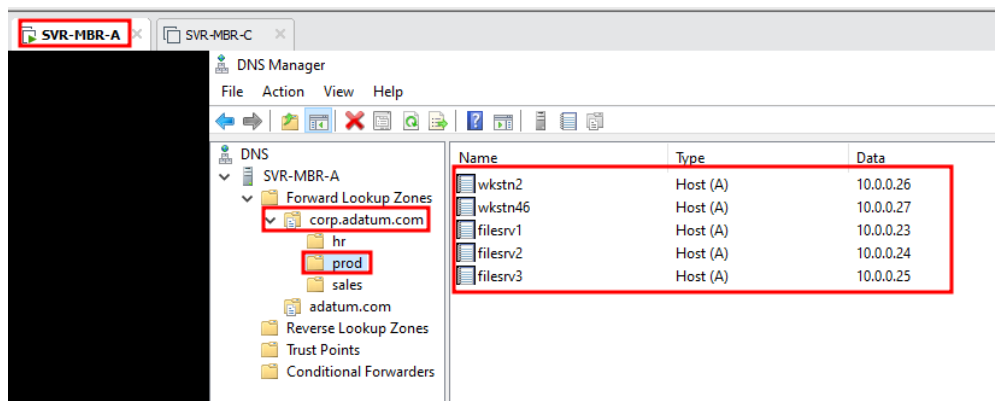 SVR-MBR-A SVR-MBR-C
DNS Manager
File Action View Help
DNS
SVR-MBR-A
Forward Lookup Zones
corp.adatum.com
hr
prod
sales
adatum.com
Reverse Lookup Zones
Trust Points
Conditional Forwarders
Name Type Data
wkstn2 Host (A) 10.0.0.26
wkstn46 Host (A) 10.0.0.27
filesrv1 Host (A) 10.0.0.23
filesrv2 Host (A) 10.0.0.24
filesrv3 Host (A) 10.0.0.25